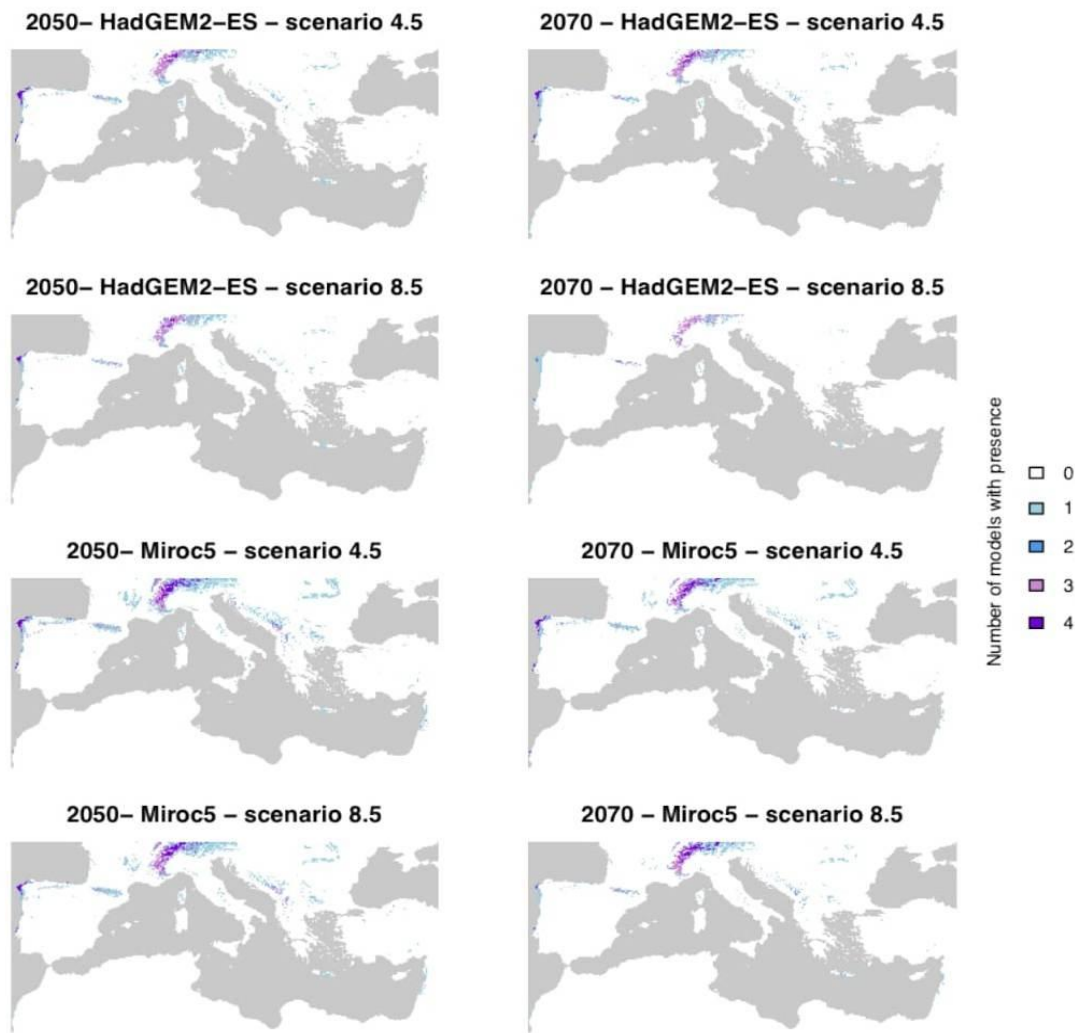 2050– HadGEM2–ES – scenario 4.5
2070 – HadGEM2–ES – scenario 4.5
2050– HadGEM2–ES – scenario 8.5
2070 – HadGEM2–ES – scenario 8.5
2050– Miroc5 – scenario 4.5
2070 – Miroc5 – scenario 4.5
2050– Miroc5 – scenario 8.5
2070 – Miroc5 – scenario 8.5
Number of models with presence
0
1
2
3
4